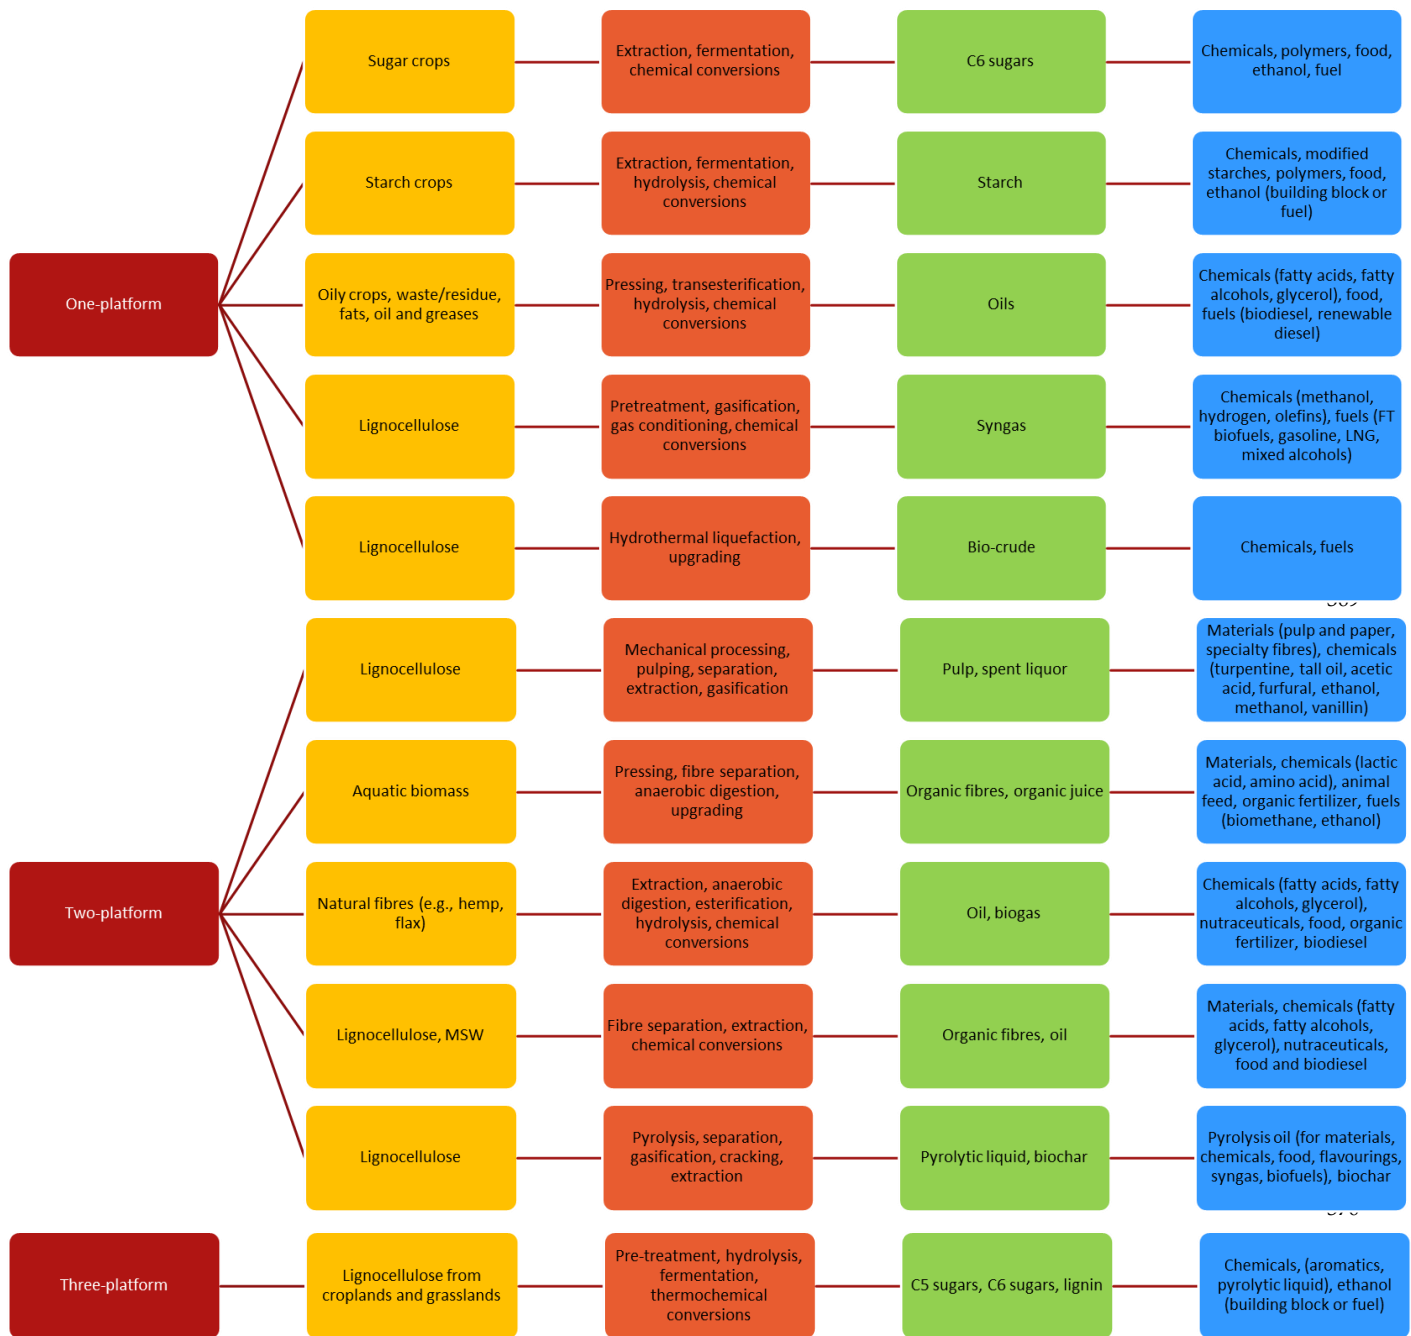 Sugar crops
Extraction, fermentation,
chemical conversions
C6 sugars
Chemicals, polymers, food,
ethanol, fuel
Starch crops
Extraction, fermentation,
hydrolysis, chemical
conversions
Starch
Chemicals, modified
starches, polymers, food,
ethanol (building block or
fuel)
One-platform
Oily crops, waste/residue,
fats, oil and greases
Pressing, transesterification,
hydrolysis, chemical
conversions
Oils
Chemicals (fatty acids, fatty
alcohols, glycerol), food,
fuels (biodiesel, renewable
diesel)
Lignocellulose
Pretreatment, gasification,
gas conditioning, chemical
conversions
Syngas
Chemicals (methanol,
hydrogen, olefins), fuels (FT
biofuels, gasoline, LNG,
mixed alcohols)
Lignocellulose
Hydrothermal liquefaction,
upgrading
Bio-crude
Chemicals, fuels
Lignocellulose
Mechanical processing,
pulping, separation,
extraction, gasification
Pulp, spent liquor
Materials (pulp and paper,
specialty fibres), chemicals
(turpentine, tall oil, acetic
acid, furfural, ethanol,
methanol, vanillin)
Aquatic biomass
Pressing, fibre separation,
anaerobic digestion,
upgrading
Organic fibres, organic juice
Materials, chemicals (lactic
acid, amino acid), animal
feed, organic fertilizer, fuels
(biomethane, ethanol)
Two-platform
Natural fibres (e.g., hemp,
flax)
Extraction, anaerobic
digestion, esterification,
hydrolysis, chemical
conversions
Oil, biogas
Chemicals (fatty acids, fatty
alcohols, glycerol),
nutraceuticals, food, organic
fertilizer, biodiesel
Lignocellulose, MSW
Fibre separation, extraction,
chemical conversions
Organic fibres, oil
Materials, chemicals (fatty
acids, fatty alcohols,
glycerol), nutraceuticals,
food and biodiesel
Lignocellulose
Pyrolysis, separation,
gasification, cracking,
extraction
Pyrolytic liquid, biochar
Pyrolysis oil (for materials,
chemicals, food, flavourings,
syngas, biofuels), biochar
Three-platform
Lignocellulose from
croplands and grasslands
Pre-treatment, hydrolysis,
fermentation,
thermochemical
conversions
C5 sugars, C6 sugars, lignin
Chemicals, (aromatics,
pyrolytic liquid), ethanol
(building block or fuel)